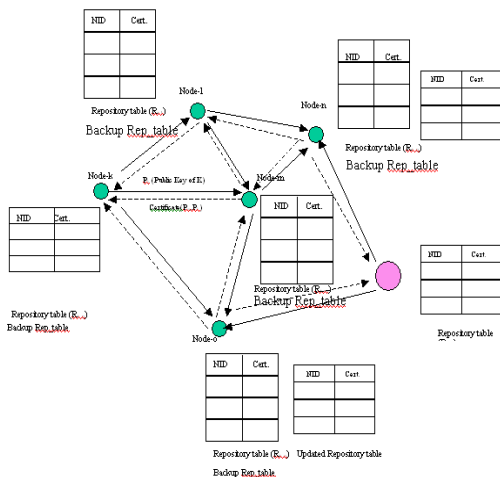 NID Cert.
Node-l
Repository table (R...)
Backup Rep_table
NID Cert.
NID Cert
Node-n
Repository table (R...)
Backup Rep_table
Node-k
(Public Key of K)
Node-m
Certificate
NID Cert.
NID Cert.
Repository table (R...)
Backup Rep_table
NID Cert.
Repository table (R...)
Backup Rep_table
Repository table
Node-o
NID Cert.
NID Cert.
Repository table (R...) Updated Repository table
Backup Rep_table